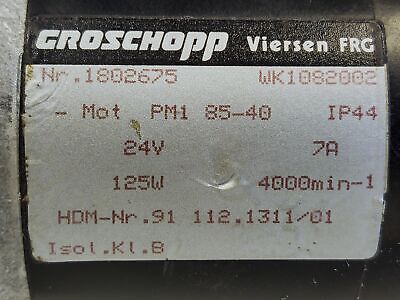 GROSCHOPP Viersen FRG
Nr.1802675 WK1082002
- Mot PM1 85-40 IP44
24V 7A
125W 4000min-1
HDM-Nr.91 112.1311/01
Isol.Kl.B